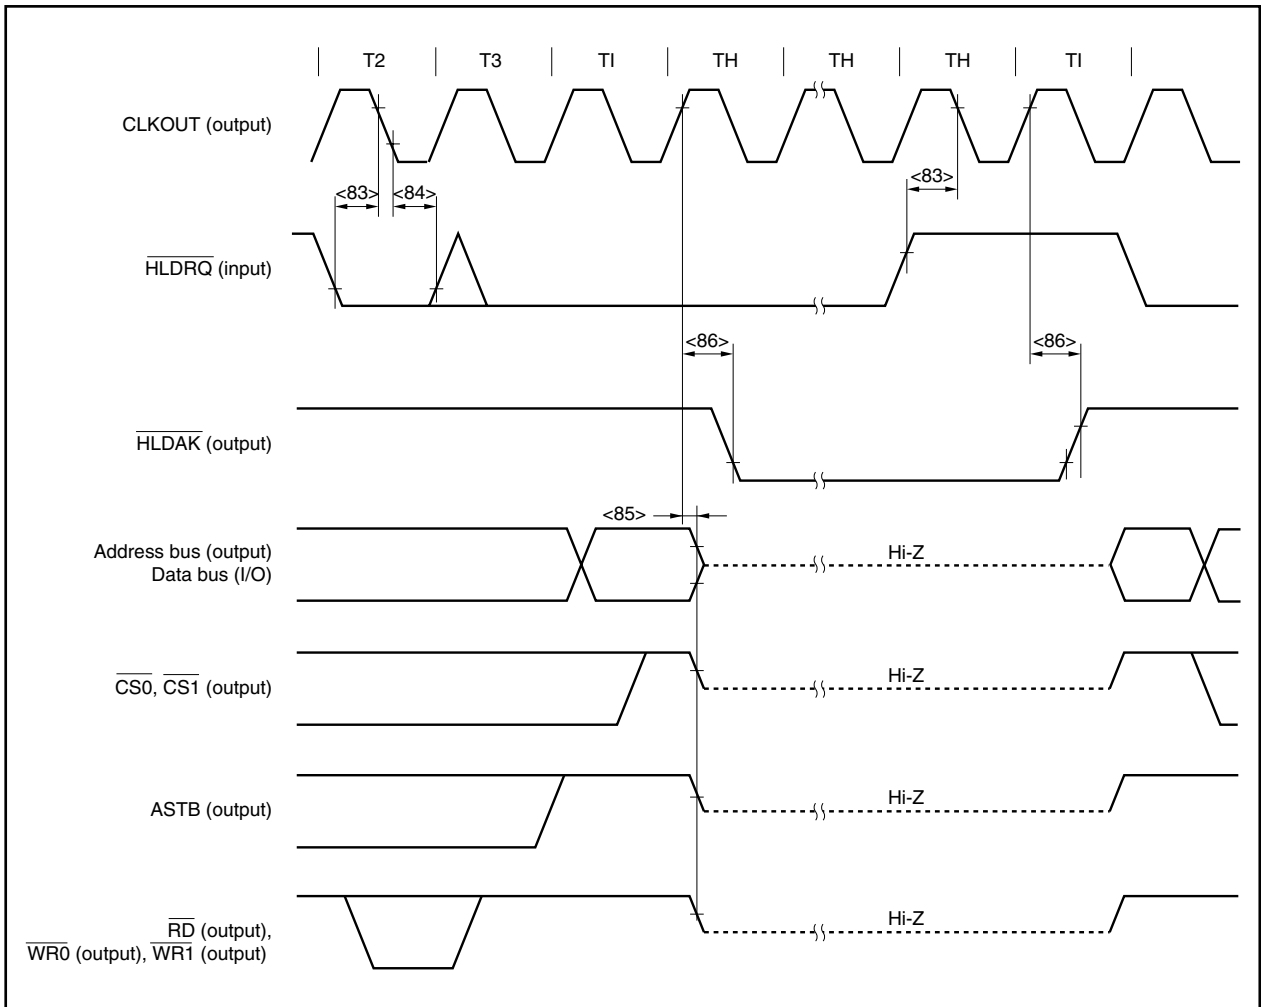 T2 T3 TI TH TH TH TI
CLKOUT (output)
<83> <84> <83>
HLDRQ (input)
<86> <86>
HLDAK (output)
<85>
Address bus (output)
Data bus (I/O)
Hi-Z
CS0, CS1 (output)
Hi-Z
ASTB (output)
Hi-Z
RD (output),
WR0 (output), WR1 (output)
Hi-Z